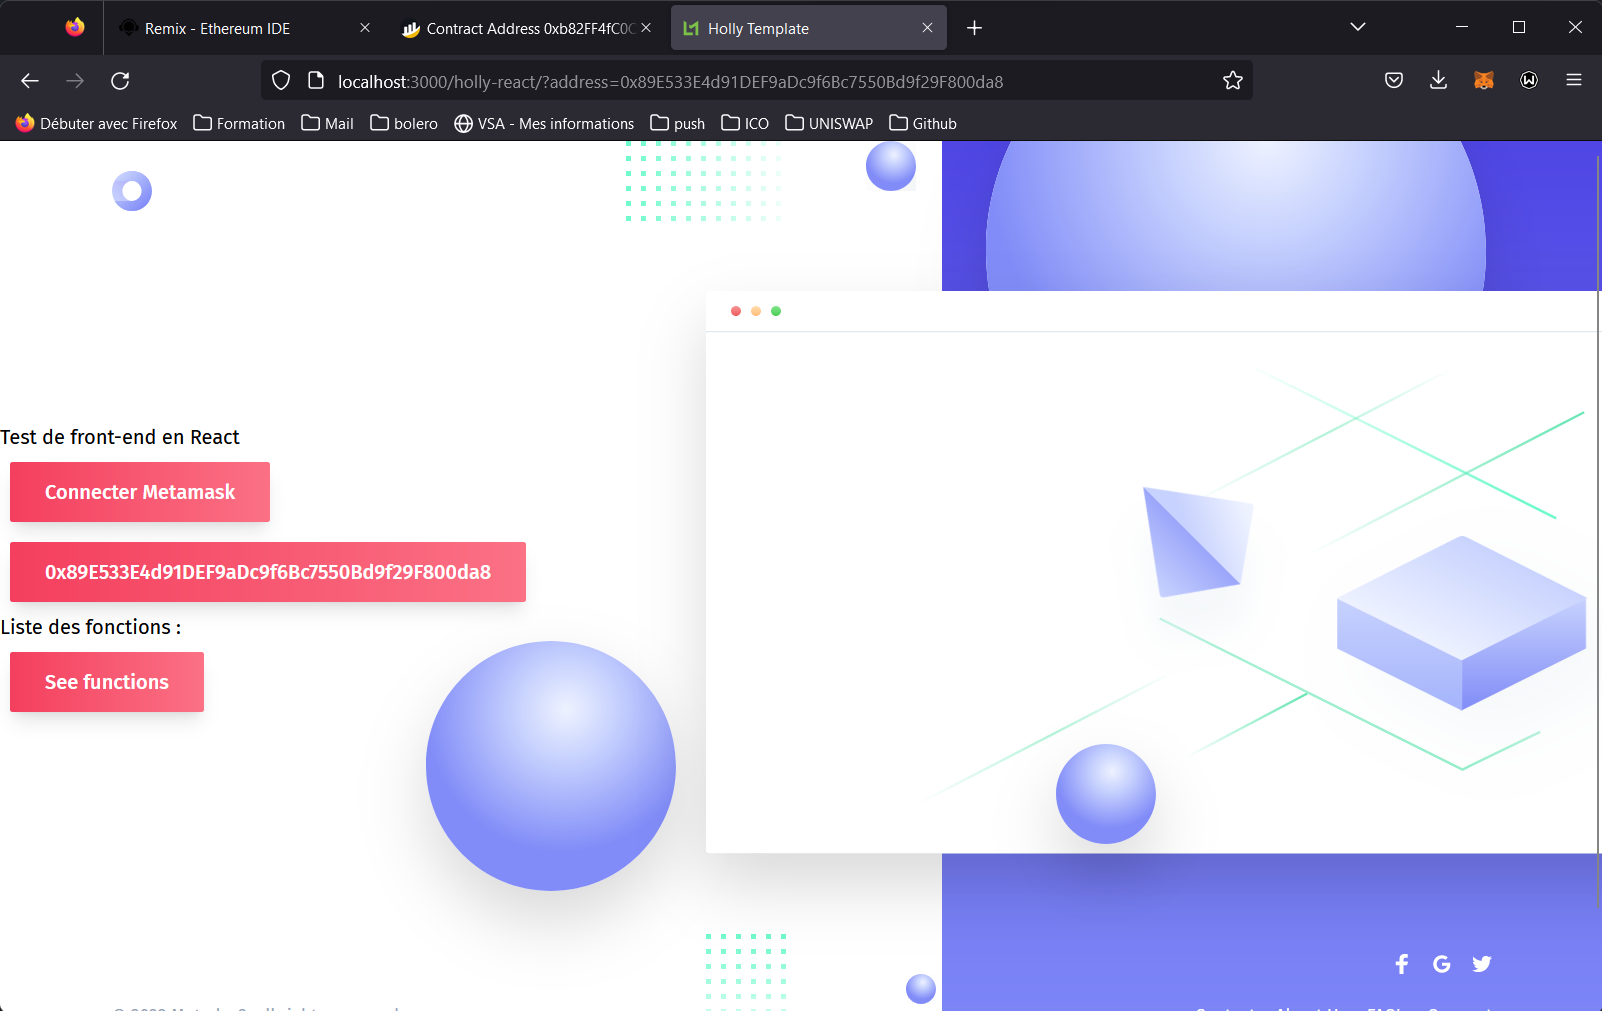 Remix - Ethereum IDE
Contract Address 0xb82FF4fC0C
Holly Template
localhost:3000/holly-react/?address=0x89E533E4d91DEF9aDc9f6Bc7550Bd9f29F800da8
Débuter avec Firefox
Formation
Mail
bolero
VSA - Mes informations
push
ICO
UNISWAP
Github
Test de front-end en React
Connecter Metamask
0x89E533E4d91DEF9aDc9f6Bc7550Bd9f29F800da8
Liste des fonctions :
See functions